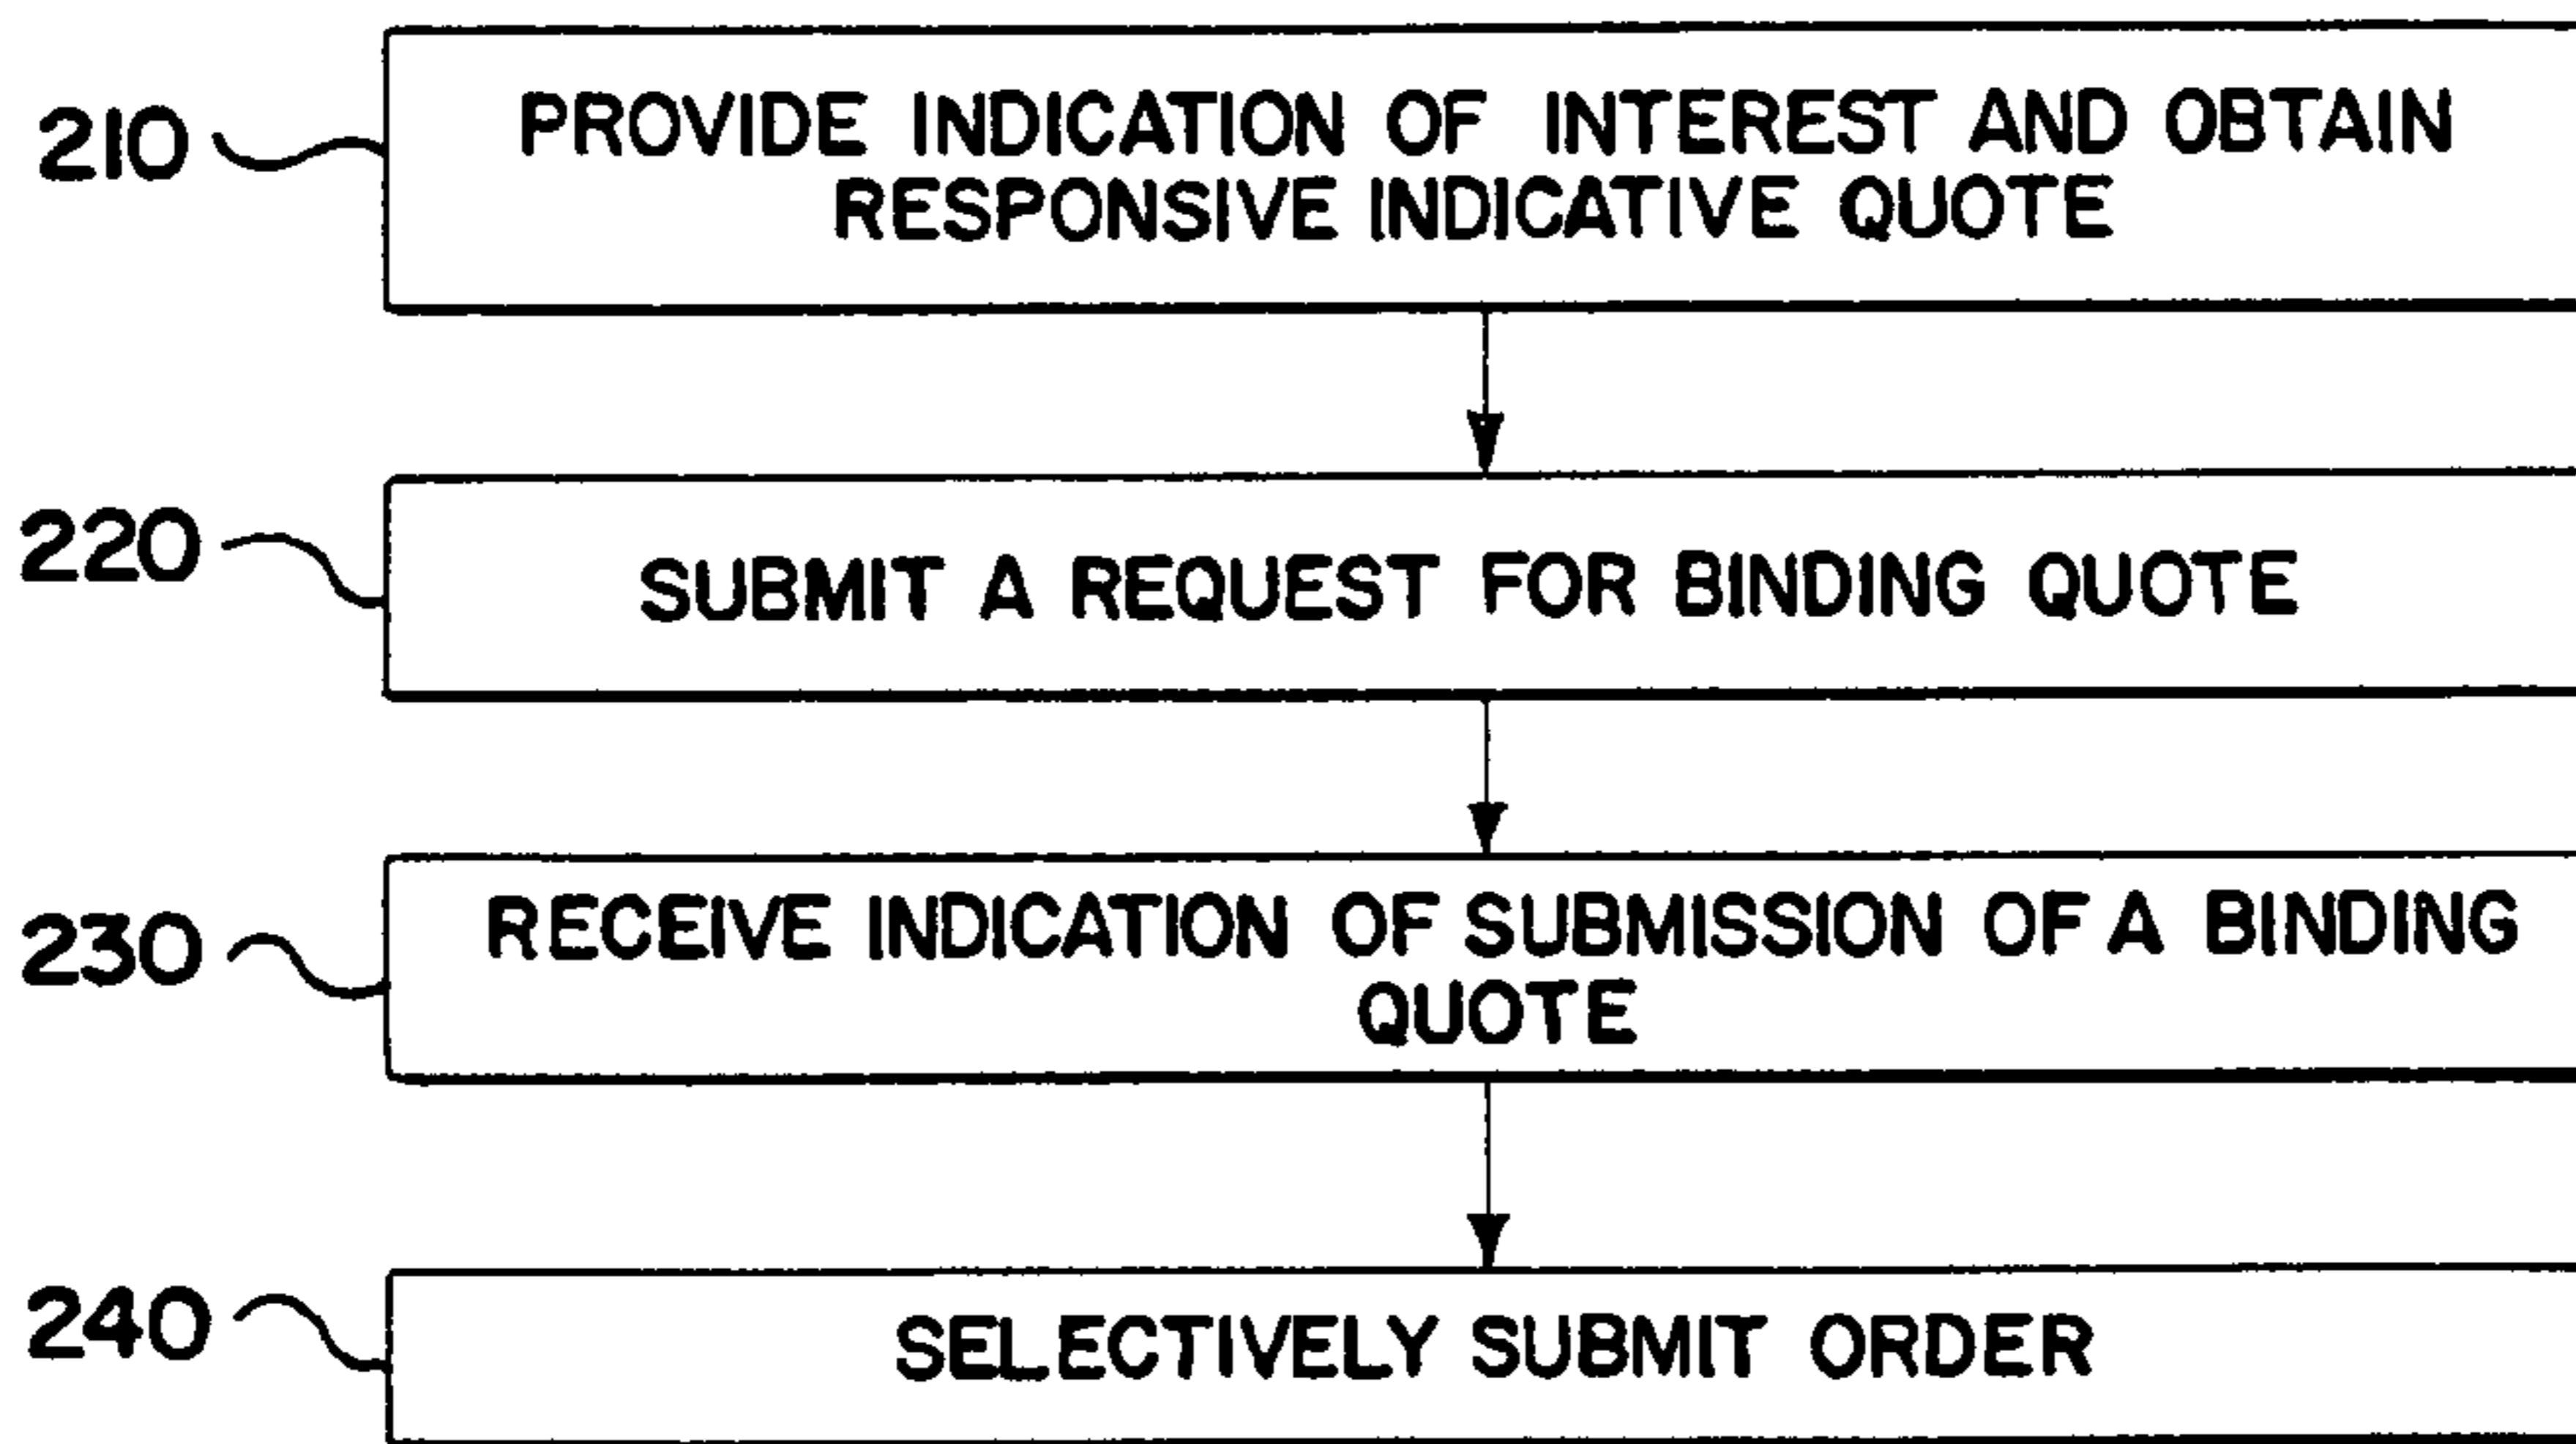 210
PROVIDE INDICATION OF INTEREST AND OBTAIN
RESPONSIVE INDICATIVE QUOTE
220
SUBMIT A REQUEST FOR BINDING QUOTE
230
RECEIVE INDICATION OF SUBMISSION OF A BINDING
QUOTE
240
SELECTIVELY SUBMIT ORDER